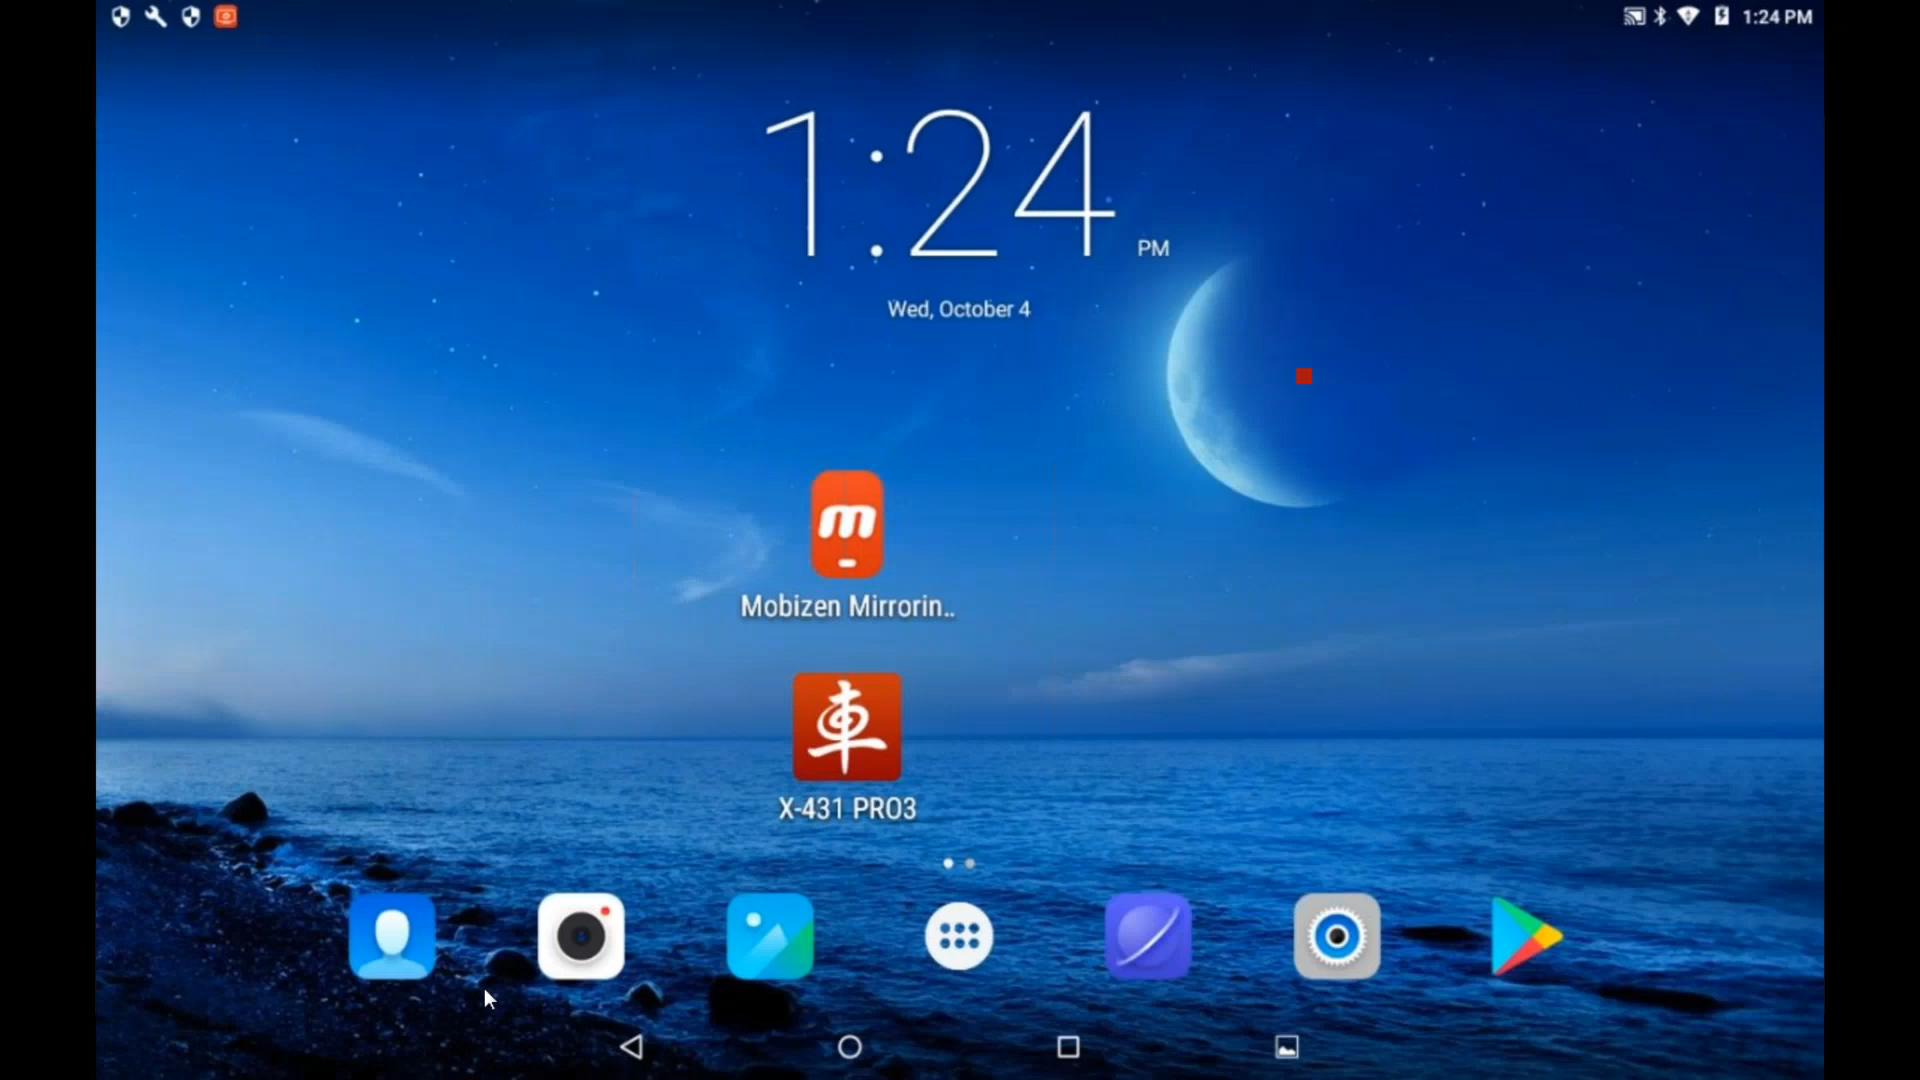 1:24 PM
1:24 PM
Wed, October 4
m
Mobizen Mirrorin..
車
X-431 PRO3